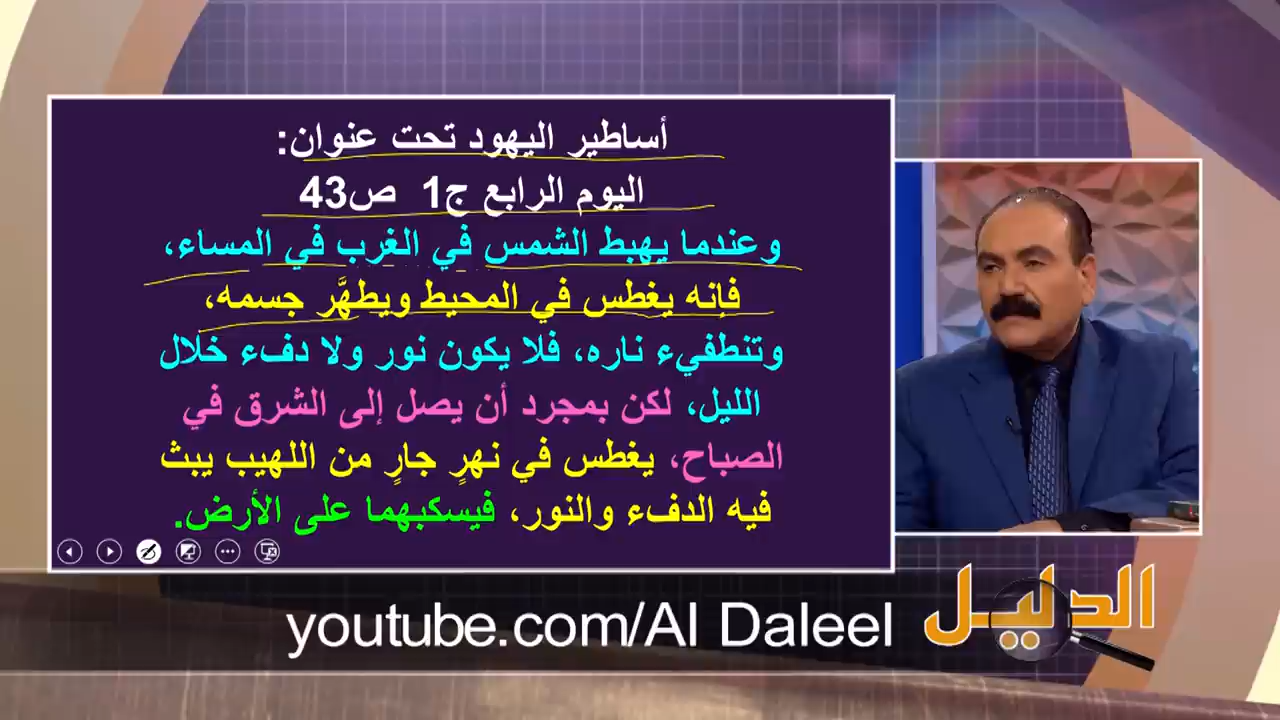 أساطير اليهود تحت عنوان:
اليوم الرابع ج1 ص43
وعندما يهبط الشمس في الغرب في المساء،
فإنه يغطس في المحيط ويطهَّر جسمه،
وتنطفيء ناره، فلا يكون نور ولا دفء خلال
الليل، لكن بمجرد أن يصل إلى الشرق في
الصباح، يغطس في نهرٍ جارٍ من اللهيب يبث
فيه الدفء والنور، فيسكبهما على الأرض.
youtube.com/Al Daleel
الدليل